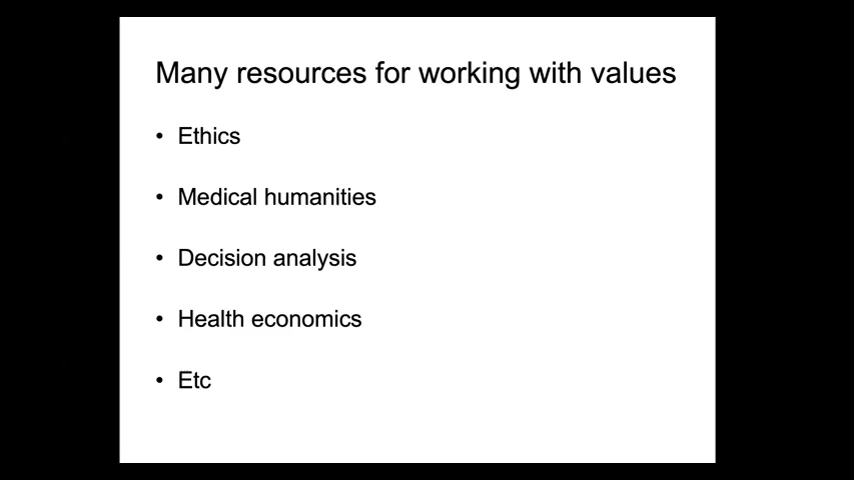 Many resources for working with values
• Ethics
• Medical humanities
• Decision analysis
• Health economics
• Etc